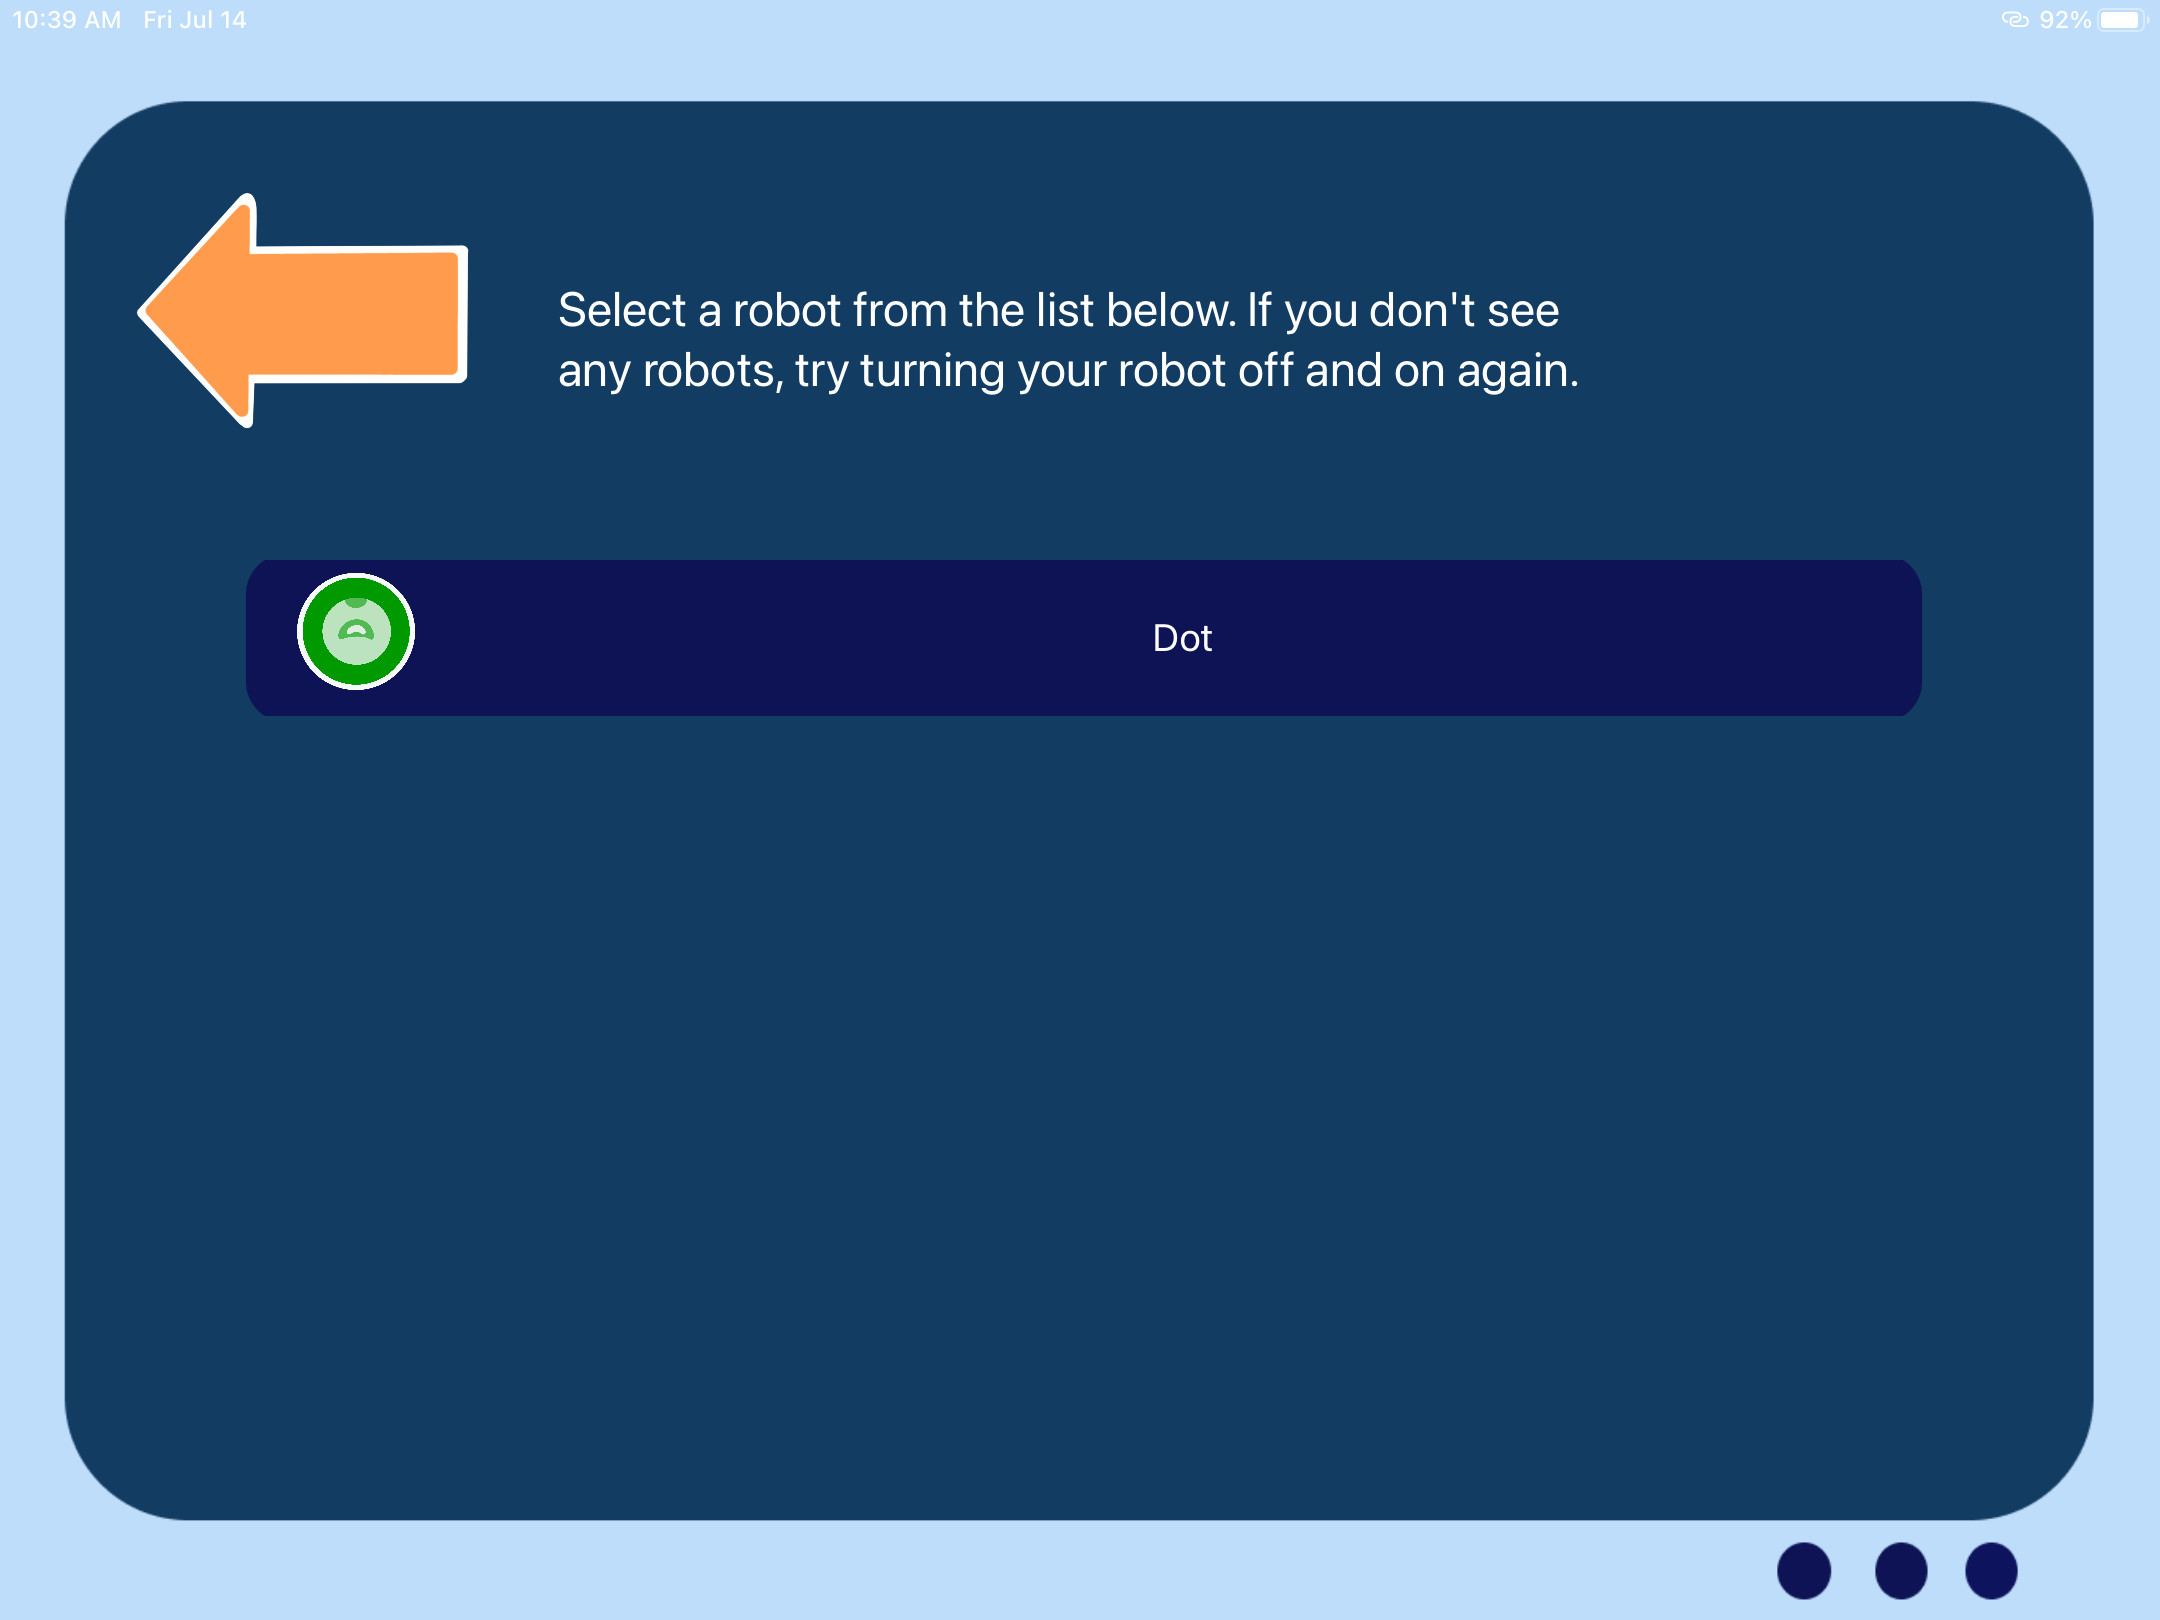 10:39 AM Fri Jul 14
92%
Select a robot from the list below. If you don't see
any robots, try turning your robot off and on again.
Dot